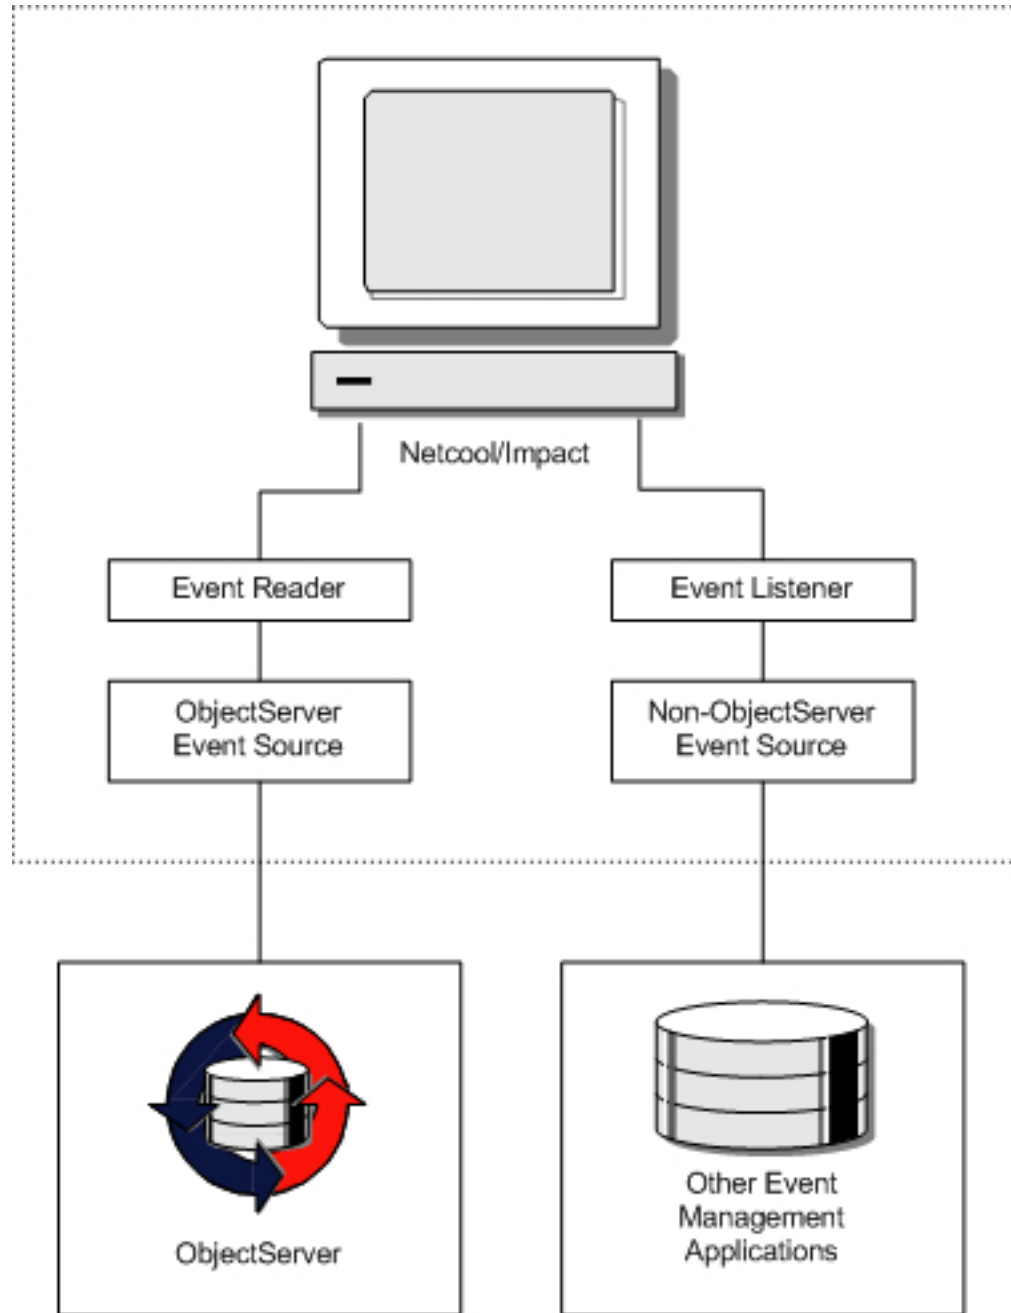 Netcool/Impact
Event Reader
Event Listener
ObjectServer
Event Source
Non-ObjectServer
Event Source
ObjectServer
Other Event
Management
Applications